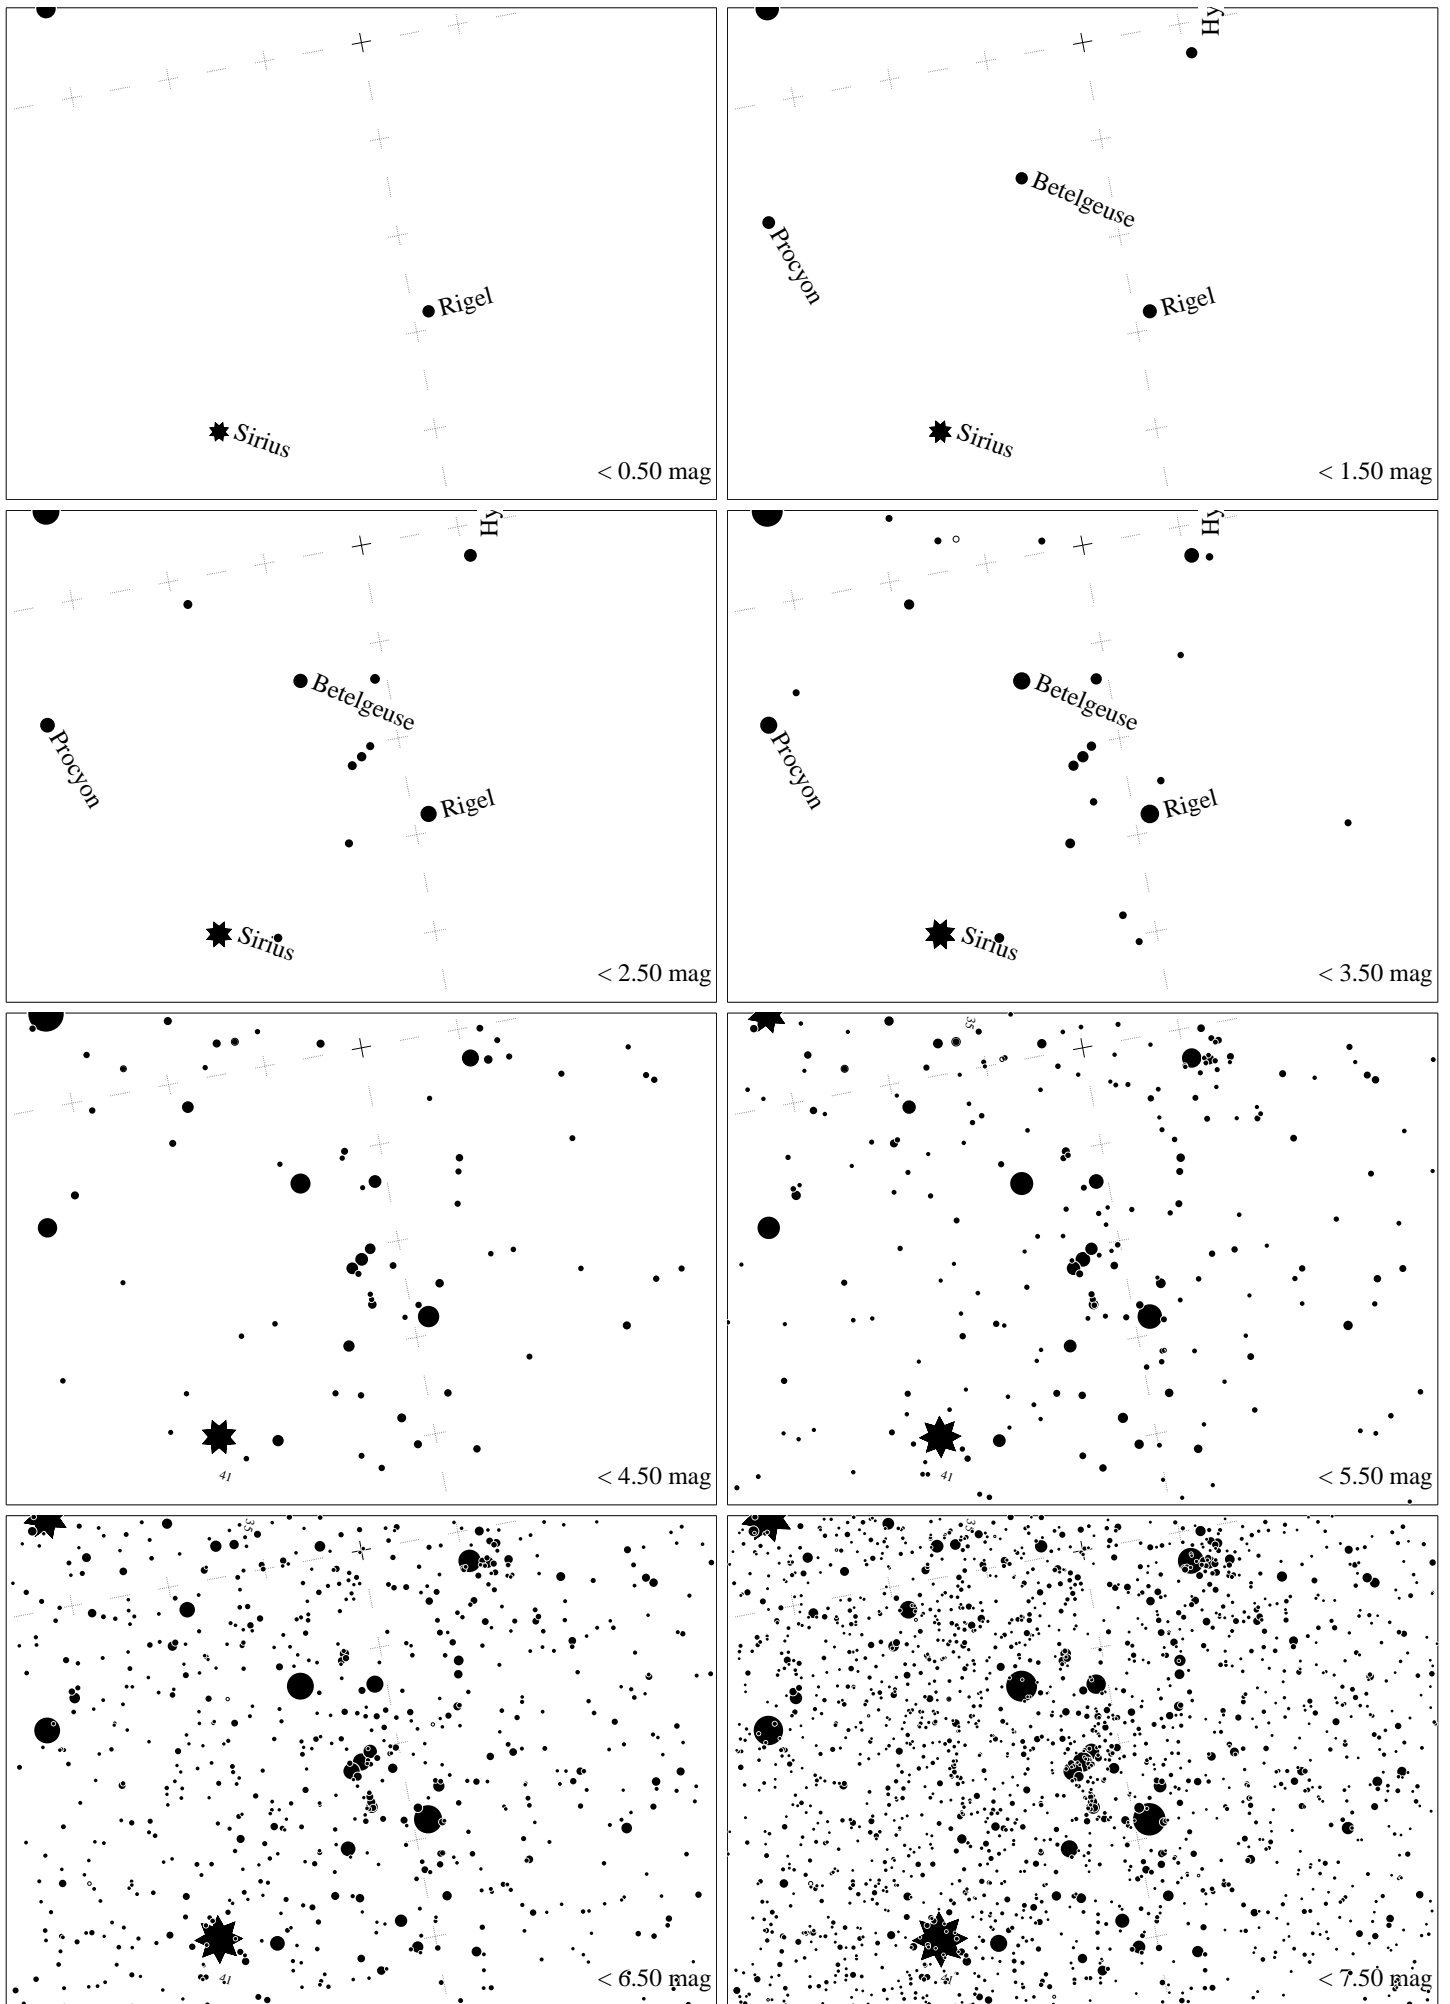 Rigel
Sirius
< 0.50 mag
Hy
Betelgeuse
Procyon
Rigel
Sirius
< 1.50 mag
Hy
Betelgeuse
Procyon
Rigel
Sirius
< 2.50 mag
Hy
Betelgeuse
Procyon
Rigel
Sirius
< 3.50 mag
41
< 4.50 mag
35
41
< 5.50 mag
35
41
< 6.50 mag
35
41
< 7.50 mag